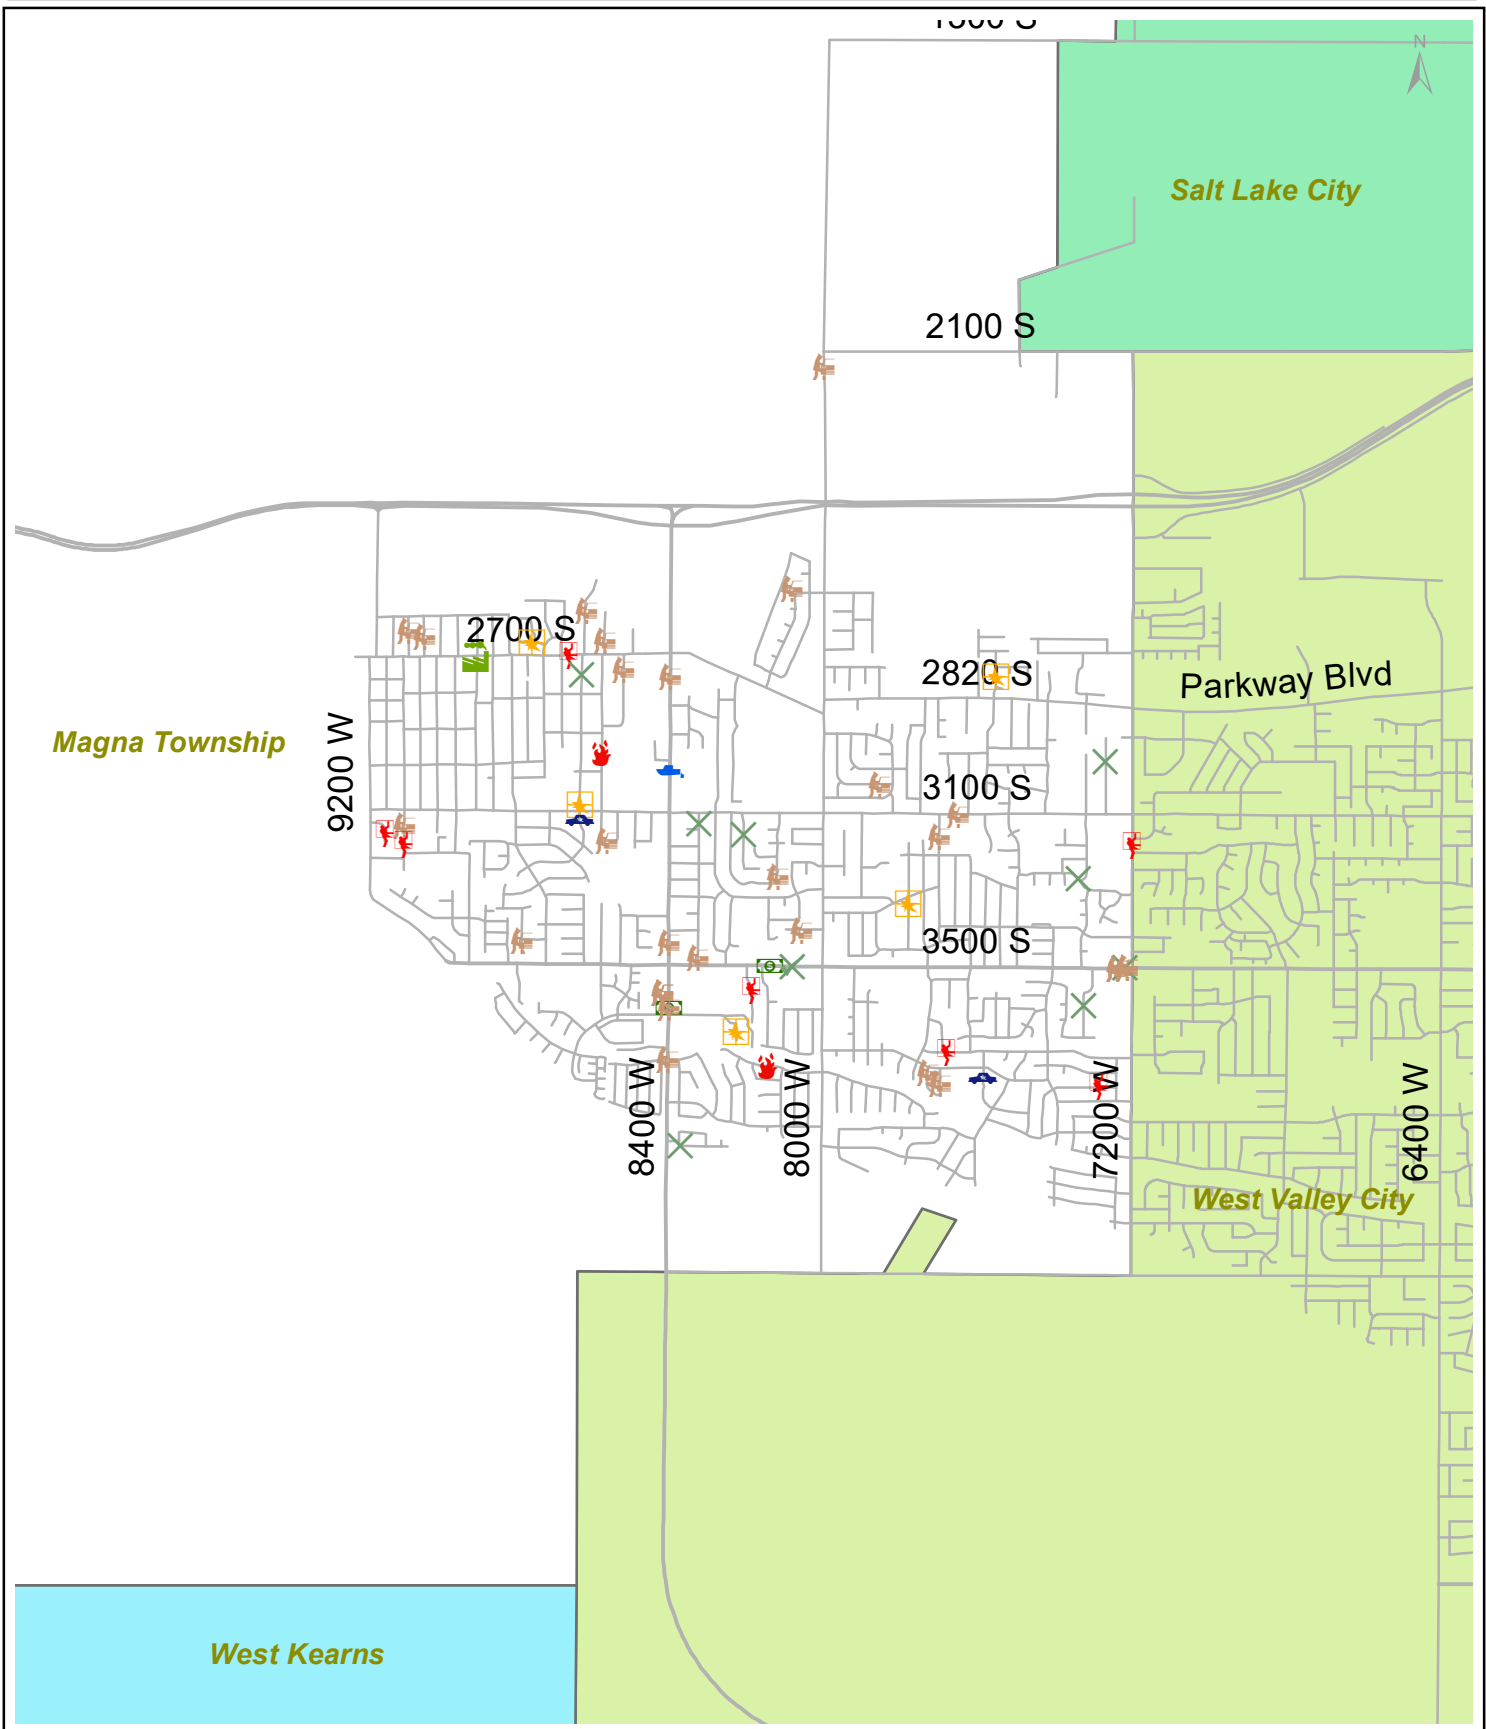 1500 S
N
Salt Lake City
2100 S
2700 S
2820 S
Parkway Blvd
Magna Township
9200 W
3100 S
3500 S
8400 W
8000 W
7200 W
6400 W
West Valley City
West Kearns